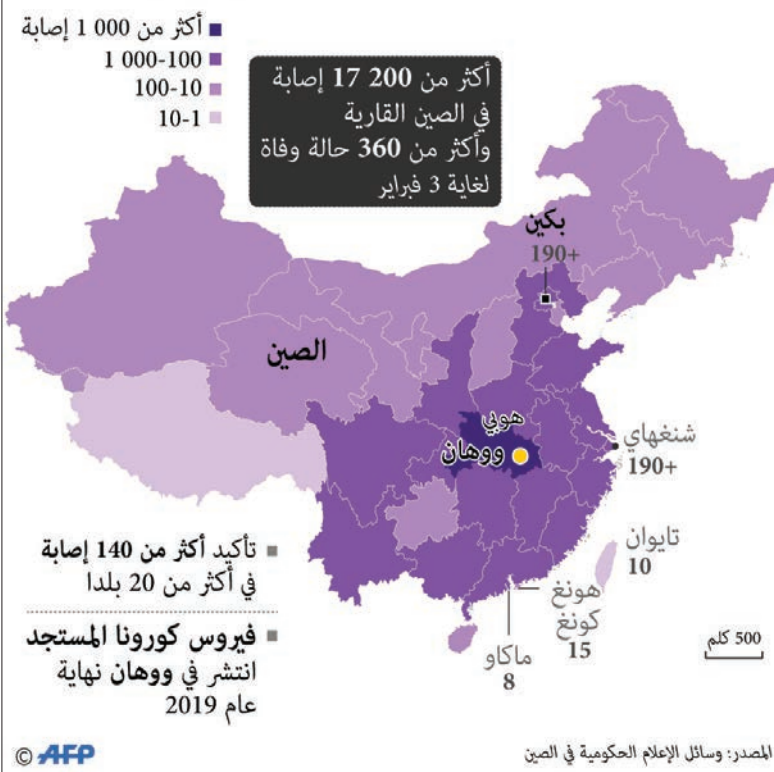 أكثر من 000 1 إصابة
1 000-100
100-10
10-1
أكثر من 200 17 إصابة
في الصين القارية
وأكثر من 360 حالة وفاة
لغاية 3 فبراير
بكين
190+
الصين
هوبي
ووهان
شنغهاي
190+
تايوان
10
هونغ
كونغ
15
ماكاو
8
500 كلم
تأكيد أكثر من 140 إصابة
في أكثر من 20 بلدا
فيروس كورونا المستجد
انتشر في ووهان نهاية
عام 2019
المصدر: وسائل الإعلام الحكومية في الصين
© AFP